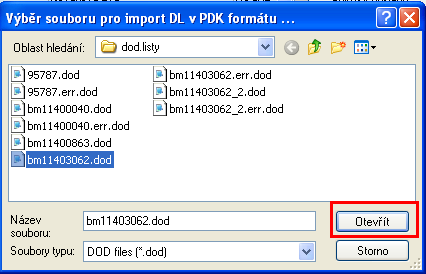 Výběr souboru pro import DL v PDK formátu ...
Oblast hledání: dod.listy
95787.dod
95787.err.dod
bm11400040.dod
bm11400040.err.dod
bm11400863.dod
bm11403062.dod
bm11403062.err.dod
bm11403062_2.dod
bm11403062_2.err.dod
Název souboru: bm11403062.dod
Otevřít
Soubory typu: DOD files (*.dod)
Storno